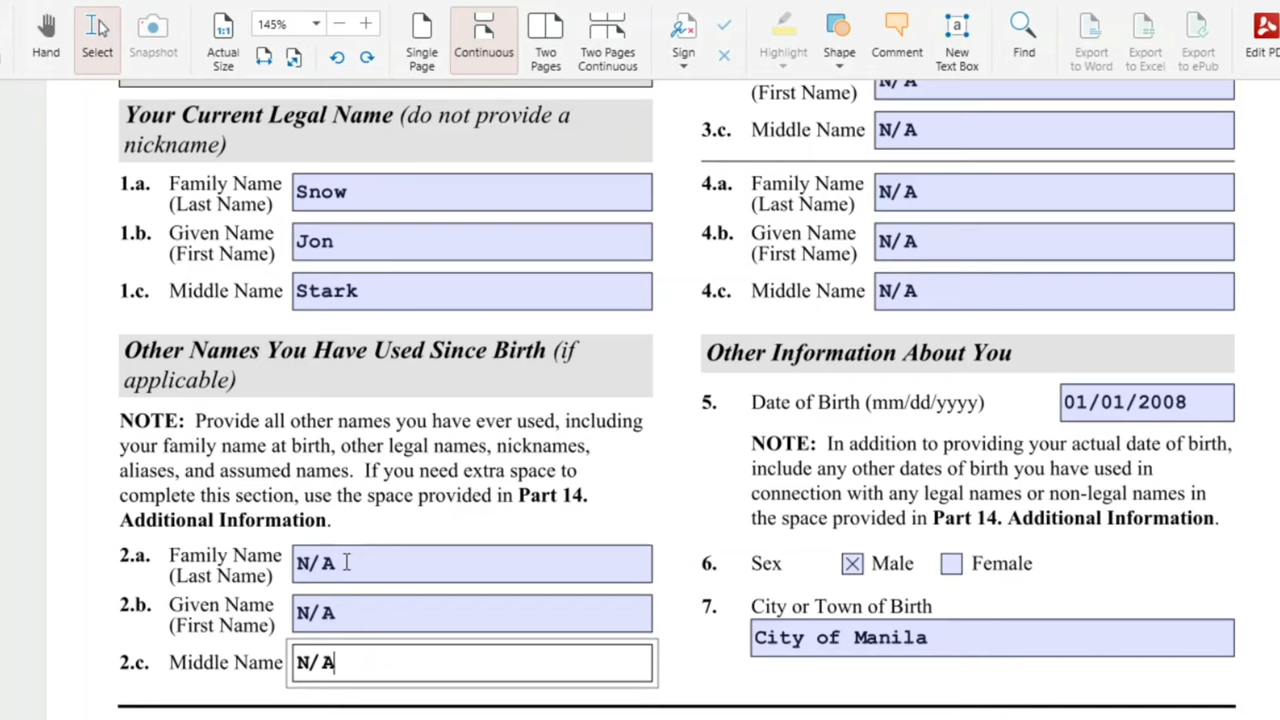 145%
Hand
Select
Snapshot
Actual Size
Single Page
Continuous
Two Pages
Two Pages Continuous
Sign
Highlight
Shape
Comment
New Text Box
Find
Export to Word
Export to Excel
Export to ePub
Your Current Legal Name (do not provide a
nickname)
1.a. Family Name (Last Name) Snow
1.b. Given Name (First Name) Jon
1.c. Middle Name Stark
Other Names You Have Used Since Birth (if
applicable)
NOTE: Provide all other names you have ever used, including
your family name at birth, other legal names, nicknames,
aliases, and assumed names. If you need extra space to
complete this section, use the space provided in Part 14.
Additional Information.
2.a. Family Name (Last Name) N/A
2.b. Given Name (First Name) N/A
2.c. Middle Name N/A
(First Name) N/A
3.c. Middle Name N/A
4.a. Family Name (Last Name) N/A
4.b. Given Name (First Name) N/A
4.c. Middle Name N/A
Other Information About You
5. Date of Birth (mm/dd/yyyy) 01/01/2008
NOTE: In addition to providing your actual date of birth,
include any other dates of birth you have used in
connection with any legal names or non-legal names in
the space provided in Part 14. Additional Information.
6. Sex Male Female
7. City or Town of Birth
City of Manila